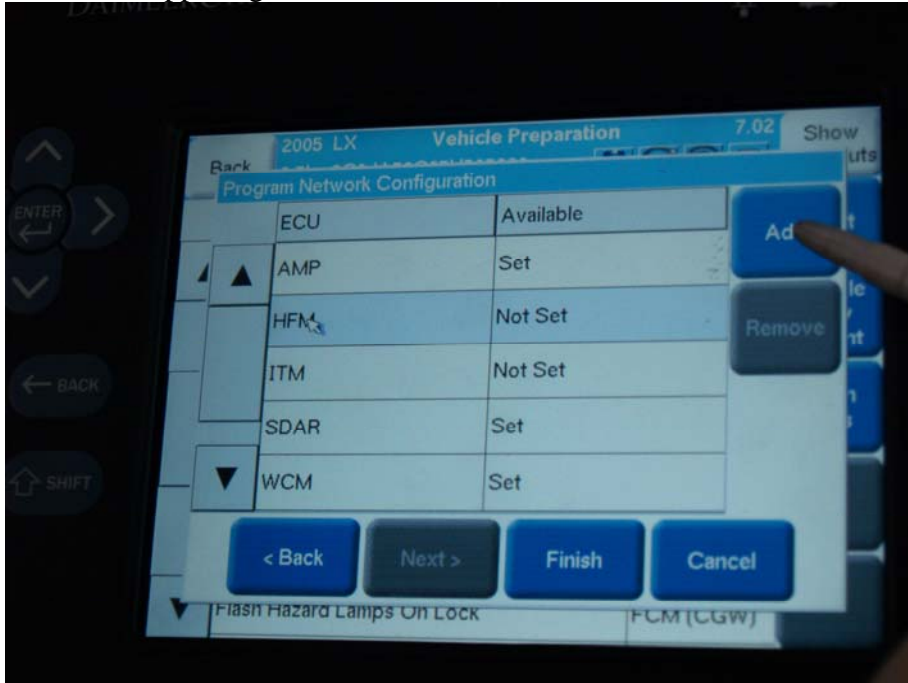 2005 LX Vehicle Preparation 7.02 Show
Back
Program Network Configuration
ECU Available
AMP Set
HFM Not Set
ITM Not Set
SDAR Set
WCM Set
Remove
< Back Next > Finish Cancel
Flash Hazard Lamps On Lock FCM (CGW)
ENTER
← BACK
SHIFT